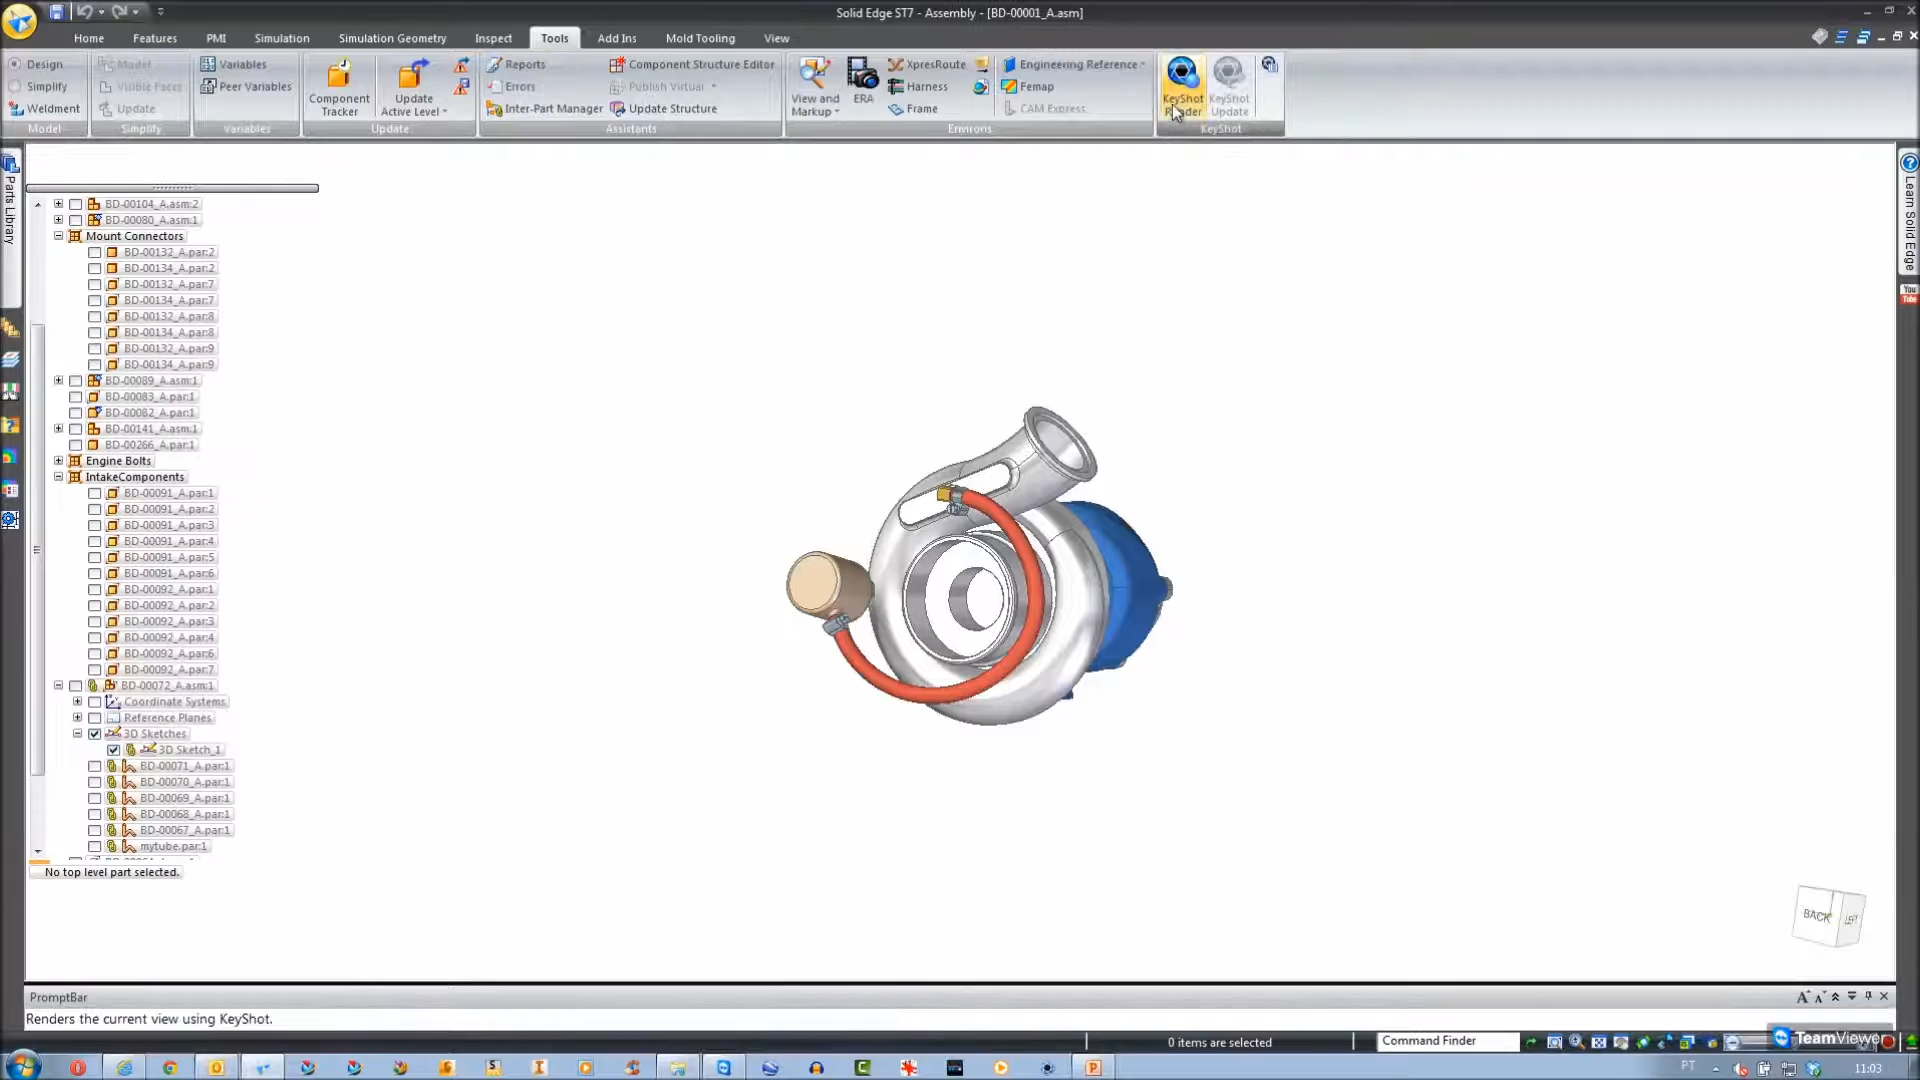 Solid Edge ST7 - Assembly - [BD-00001_A.asm]
Home Features PMI Simulation Simulation Geometry Inspect Tools Add Ins Mold Tooling View
Design Model Variables Reports Component Structure Editor XpresRoute Engineering Reference
Simplify Visible Faces Peer Variables Errors Publish Virtual Harness Femap
Weldment Update Inter-Part Manager Update Structure Frame CAM Express
Component Tracker
Update Active Level
View and Markup
ERA
KeyShot
KeyShot Update
Model Simplify Variables Update Assistants Environs KeyShot
Parts Library
Learn Solid Edge
You Tube
BD-00104_A.asm:2
BD-00080_A.asm:1
Mount Connectors
BD-00132_A.par:2
BD-00134_A.par:2
BD-00132_A.par:7
BD-00134_A.par:7
BD-00132_A.par:8
BD-00134_A.par:8
BD-00132_A.par:9
BD-00134_A.par:9
BD-00089_A.asm:1
BD-00083_A.par:1
BD-00082_A.par:1
BD-00141_A.asm:1
BD-00266_A.par:1
Engine Bolts
IntakeComponents
BD-00091_A.par:1
BD-00091_A.par:2
BD-00091_A.par:3
BD-00091_A.par:4
BD-00091_A.par:5
BD-00091_A.par:6
BD-00092_A.par:1
BD-00092_A.par:2
BD-00092_A.par:3
BD-00092_A.par:4
BD-00092_A.par:6
BD-00092_A.par:7
BD-00072_A.asm:1
Coordinate Systems
Reference Planes
3D Sketches
3D Sketch_1
BD-00071_A.par:1
BD-00070_A.par:1
BD-00069_A.par:1
BD-00068_A.par:1
BD-00067_A.par:1
mytube.par:1
No top level part selected.
BACK LEFT
PromptBar
Renders the current view using KeyShot.
0 items are selected
Command Finder
TeamViewer
PT
11:03